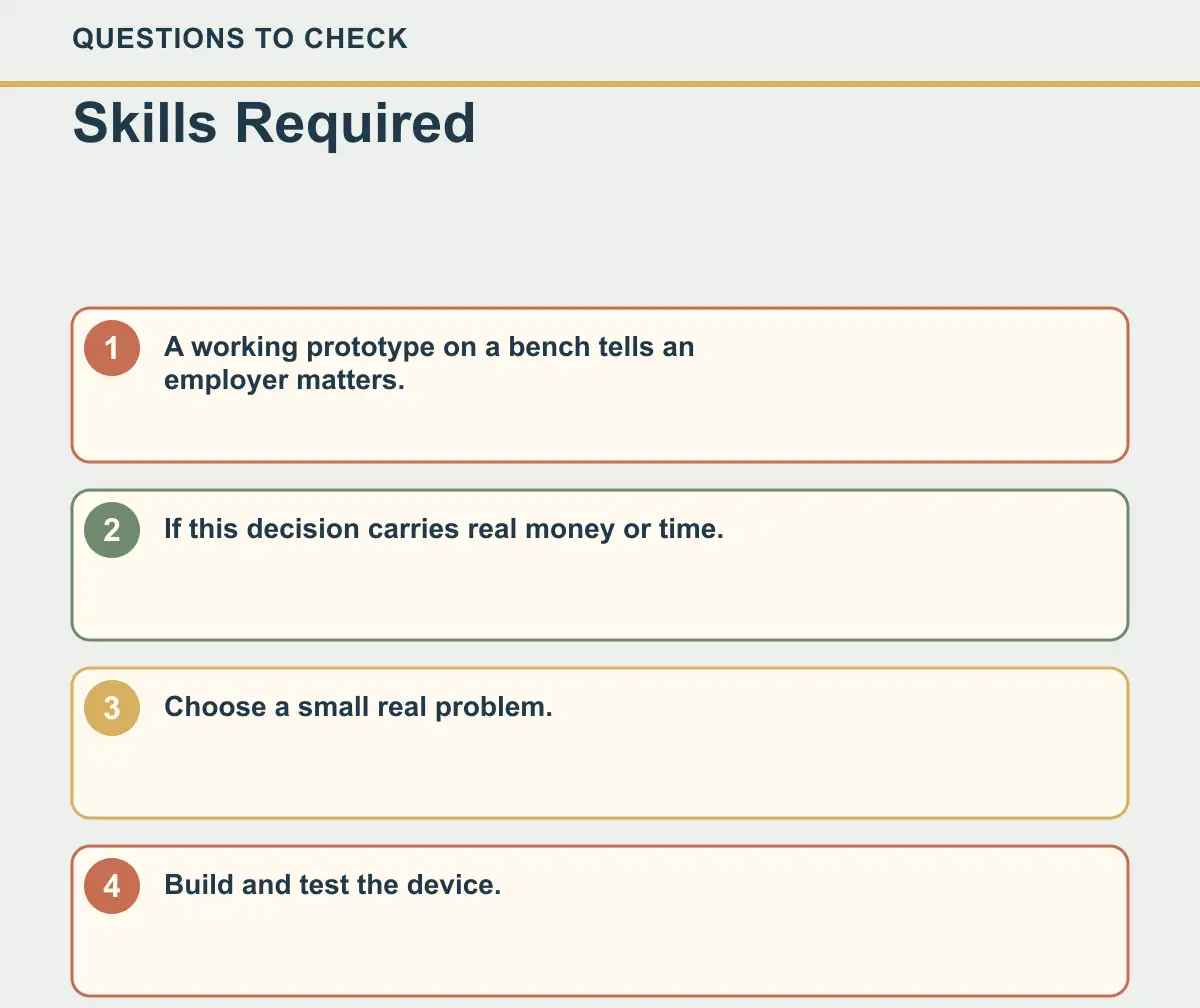 QUESTIONS TO CHECK
Skills Required
1
A working prototype on a bench tells an
employer matters.
2
If this decision carries real money or time.
3
Choose a small real problem.
4
Build and test the device.